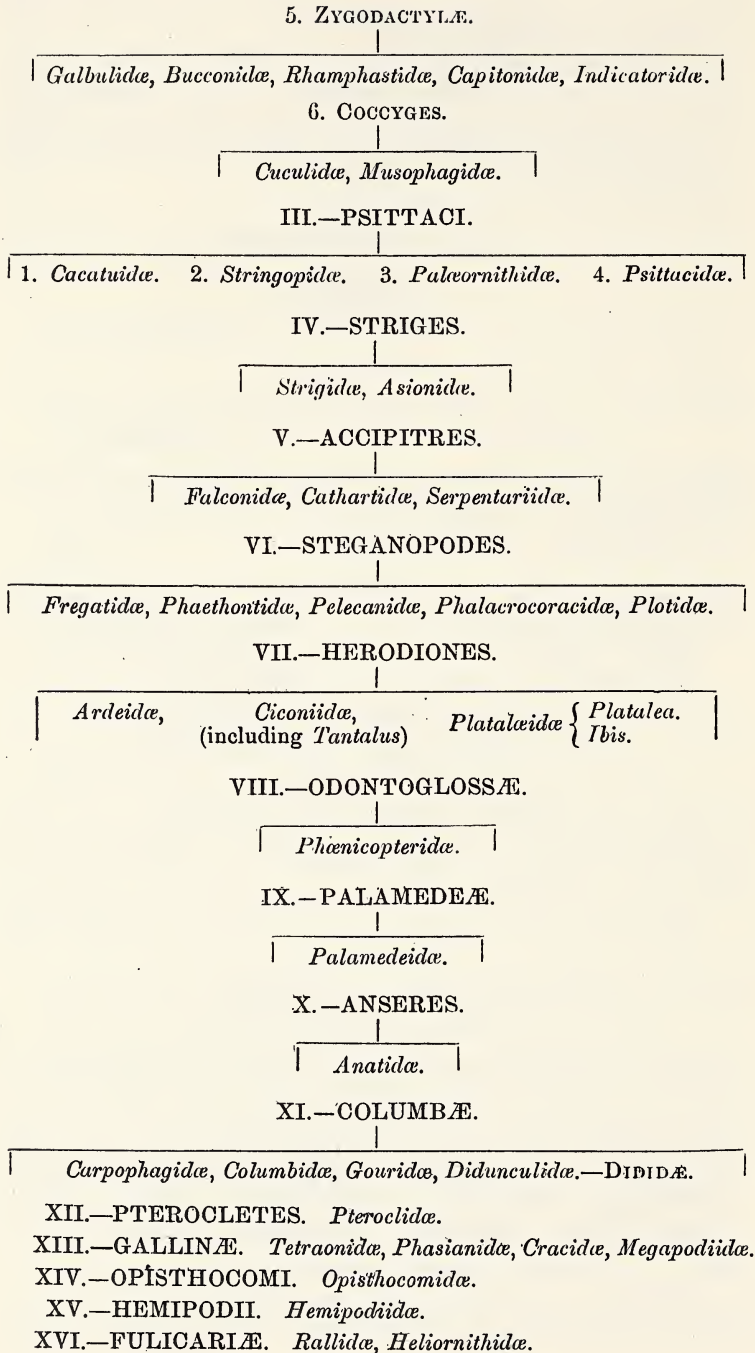 5. ZYGODACTYLÆ.
Galbulidæ, Bucconidæ, Rhamphastidæ, Capitonidæ, Indicatoridæ.
6. COCCYGES.
Cuculidæ, Musophagidæ.
III.—PSITTACI.
1. Cacatuidæ. 2. Stringopidæ. 3. Palæornithidæ. 4. Psittacidæ.
IV.—STRIGES.
Strigidæ, Asionidæ.
V.—ACCIPITRES.
Falconidæ, Cathartidæ, Serpentariidæ.
VI.—STEGANOPODES.
Fregatidæ, Phaethontidæ, Pelecanidæ, Phalacrocoracidæ, Plotidæ.
VII.—HERODIONES.
Ardeidæ, Ciconiidæ, Platalæidæ { Platalea.
(including Tantalus) Ibis.
VIII.—ODONTOGLOSSÆ.
Phœnicopteridæ.
IX.—PALAMEDEÆ.
Palamedeidæ.
X.—ANSERES.
Anatidæ.
XI.—COLUMBÆ.
Carpophagidæ, Columbidæ, Gouridæ, Didunculidæ.—DIDIDÆ.
XII.—PTEROCLETES. Pteroclidæ.
XIII.—GALLINÆ. Tetraonidæ, Phasianidæ, Cracidæ, Megapodiidæ.
XIV.—OPISTHOCOMI. Opisthocomidæ.
XV.—HEMIPODII. Hemipodiidæ.
XVI.—FULICARIÆ. Rallidæ, Heliornithidæ.